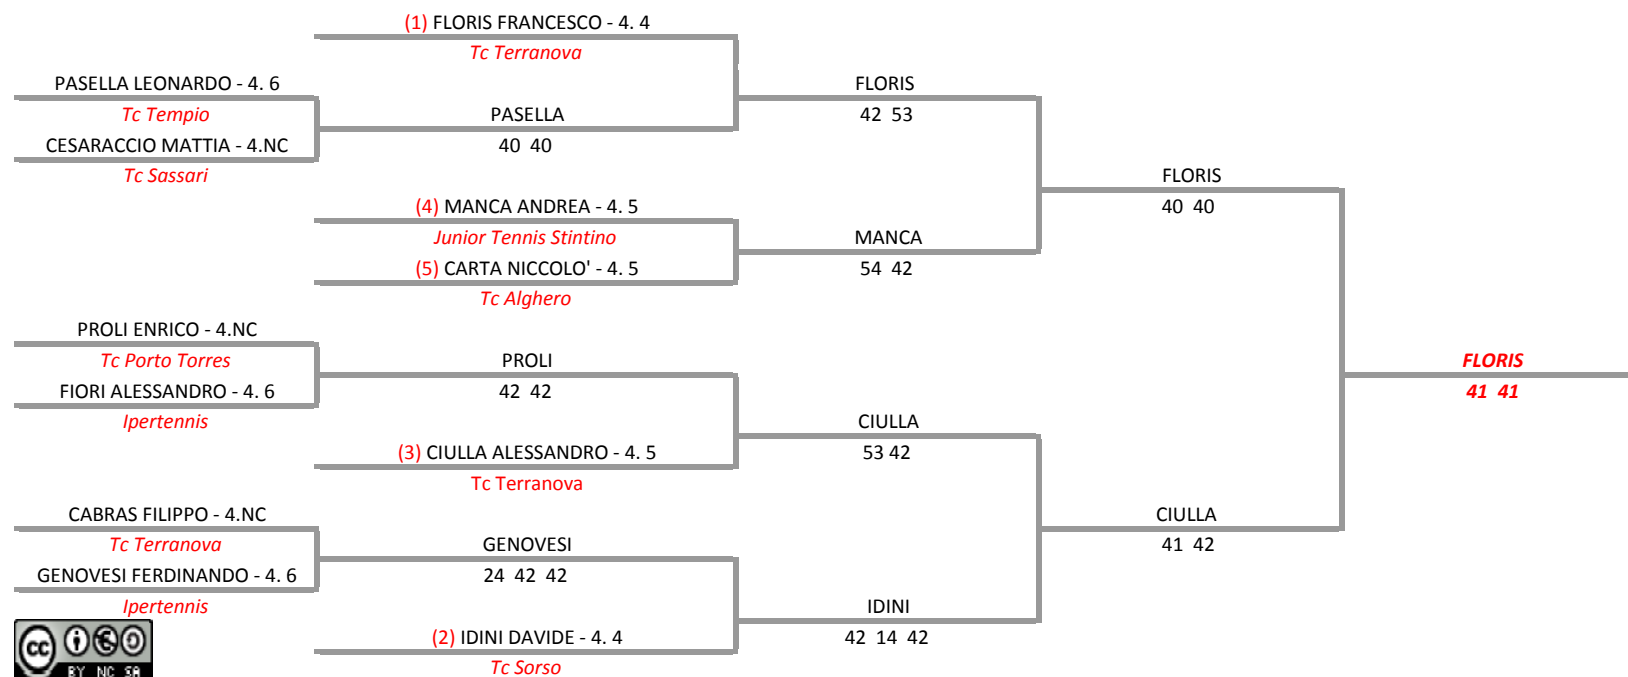 (1) FLORIS FRANCESCO - 4. 4
Tc Terranova
PASELLA LEONARDO - 4. 6
Tc Tempio
CESARACCIO MATTIA - 4.NC
Tc Sassari
PASELLA
40 40
FLORIS
42 53
(4) MANCA ANDREA - 4. 5
Junior Tennis Stintino
(5) CARTA NICCOLO' - 4. 5
Tc Alghero
MANCA
54 42
FLORIS
40 40
PROLI ENRICO - 4.NC
Tc Porto Torres
FIORI ALESSANDRO - 4. 6
Ipertennis
PROLI
42 42
(3) CIULLA ALESSANDRO - 4. 5
Tc Terranova
CIULLA
53 42
CABRAS FILIPPO - 4.NC
Tc Terranova
GENOVESI FERDINANDO - 4. 6
Ipertennis
GENOVESI
24 42 42
(2) IDINI DAVIDE - 4. 4
Tc Sorso
IDINI
42 14 42
CIULLA
41 42
FLORIS
41 41
cc
BY NC SA